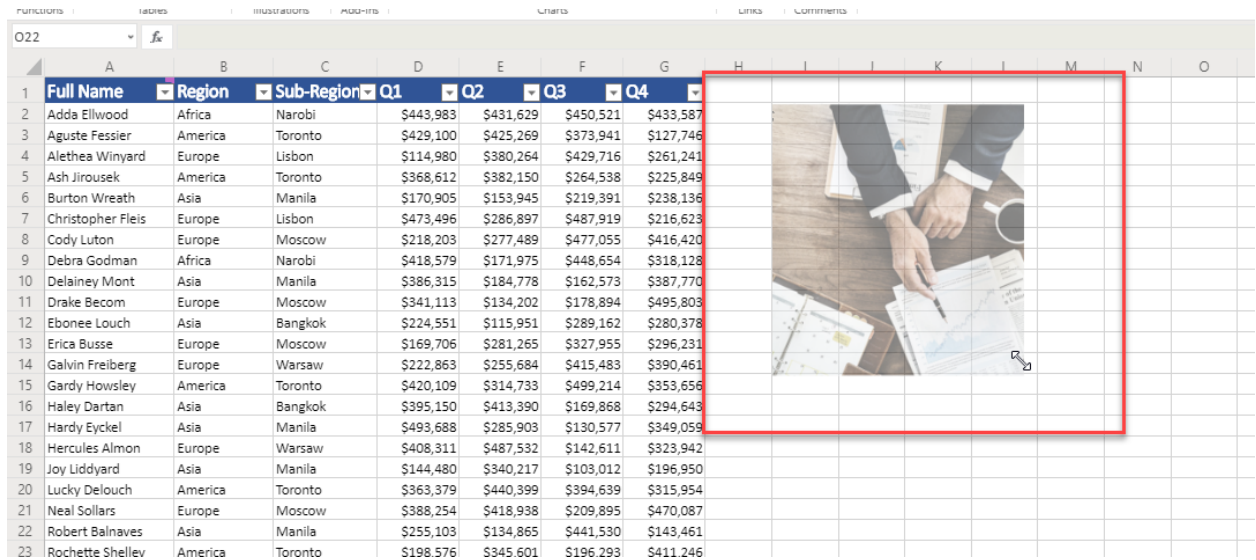 Functions Tables Illustrations Add-ins Charts Links Comments
O22 fx
A B C D E F G H I J K L M N O
1 Full Name Region Sub-Region Q1 Q2 Q3 Q4
2 Adda Ellwood Africa Narobi $443,983 $431,629 $450,521 $433,587
3 Aguste Fessier America Toronto $429,100 $425,269 $373,941 $127,746
4 Alethea Winyard Europe Lisbon $114,980 $380,264 $429,716 $261,241
5 Ash Jirousek America Toronto $368,612 $382,150 $264,538 $225,849
6 Burton Wreath Asia Manila $170,905 $153,945 $219,391 $238,136
7 Christopher Fleis Europe Lisbon $473,496 $286,897 $487,919 $216,623
8 Cody Luton Europe Moscow $218,203 $277,489 $477,055 $416,420
9 Debra Godman Africa Narobi $418,579 $171,975 $448,654 $318,128
10 Delainey Mont Asia Manila $386,315 $184,778 $162,573 $387,770
11 Drake Becom Europe Moscow $341,113 $134,202 $178,894 $495,803
12 Ebonee Louch Asia Bangkok $224,551 $115,951 $289,162 $280,378
13 Erica Busse Europe Moscow $169,706 $281,265 $327,955 $296,231
14 Galvin Freiberg Europe Warsaw $222,863 $255,684 $415,483 $390,461
15 Gardy Howsley America Toronto $420,109 $314,733 $499,214 $353,656
16 Haley Dartan Asia Bangkok $395,150 $413,390 $169,868 $294,643
17 Hardy Eyckel Asia Manila $493,688 $285,903 $130,577 $349,059
18 Hercules Almon Europe Warsaw $408,311 $487,532 $142,611 $323,942
19 Joy Liddyard Asia Manila $144,480 $340,217 $103,012 $196,950
20 Lucky Delouch America Toronto $363,379 $440,399 $394,639 $315,954
21 Neal Sollars Europe Moscow $388,254 $418,938 $209,895 $470,087
22 Robert Balnaves Asia Manila $255,103 $134,865 $441,530 $143,461
23 Rochette Shelley America Toronto $198,576 $345,601 $196,293 $411,246